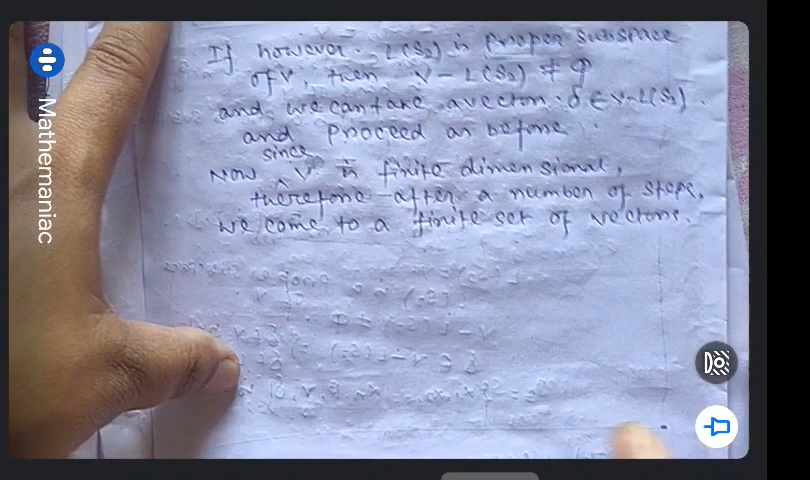 If however. L(S₂) is Proper subspace
of V, then V - L(S₂) ≠ Φ
and we can take a vector δ ∈ V-L(S₂).
and Proceed as before.
since
Now ^ V is finite dimensional,
therefore after a number of steps,
we come to a finite set of vectors.
Mathemaniac